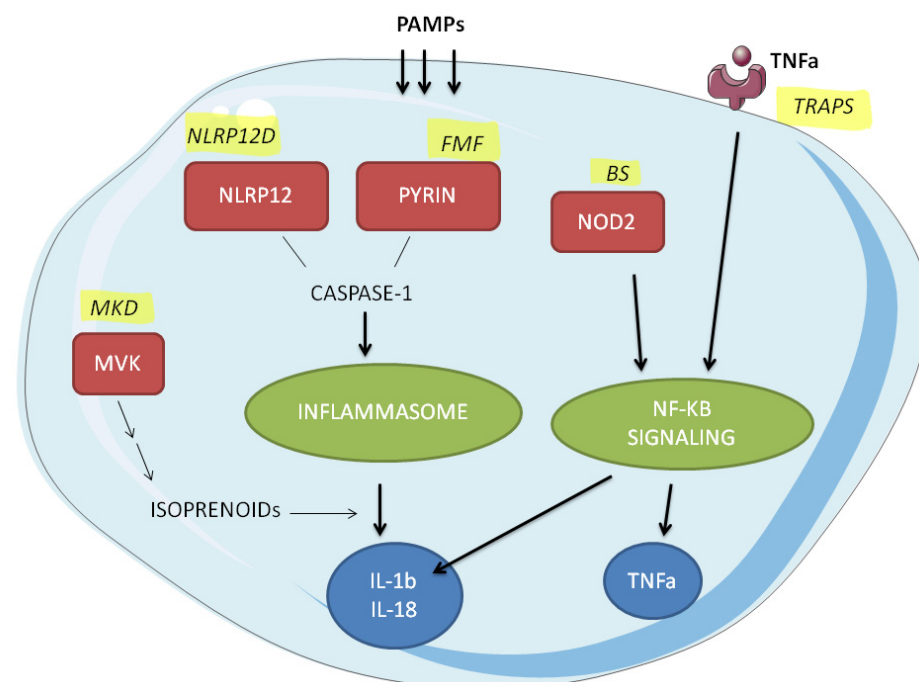 PAMPs
TNFa
TRAPS
NLRP12D
FMF
BS
NLRP12
PYRIN
NOD2
CASPASE-1
MKD
MVK
INFLAMMASOME
NF-KB
SIGNALING
ISOPRENOIDs
IL-1b
IL-18
TNFa